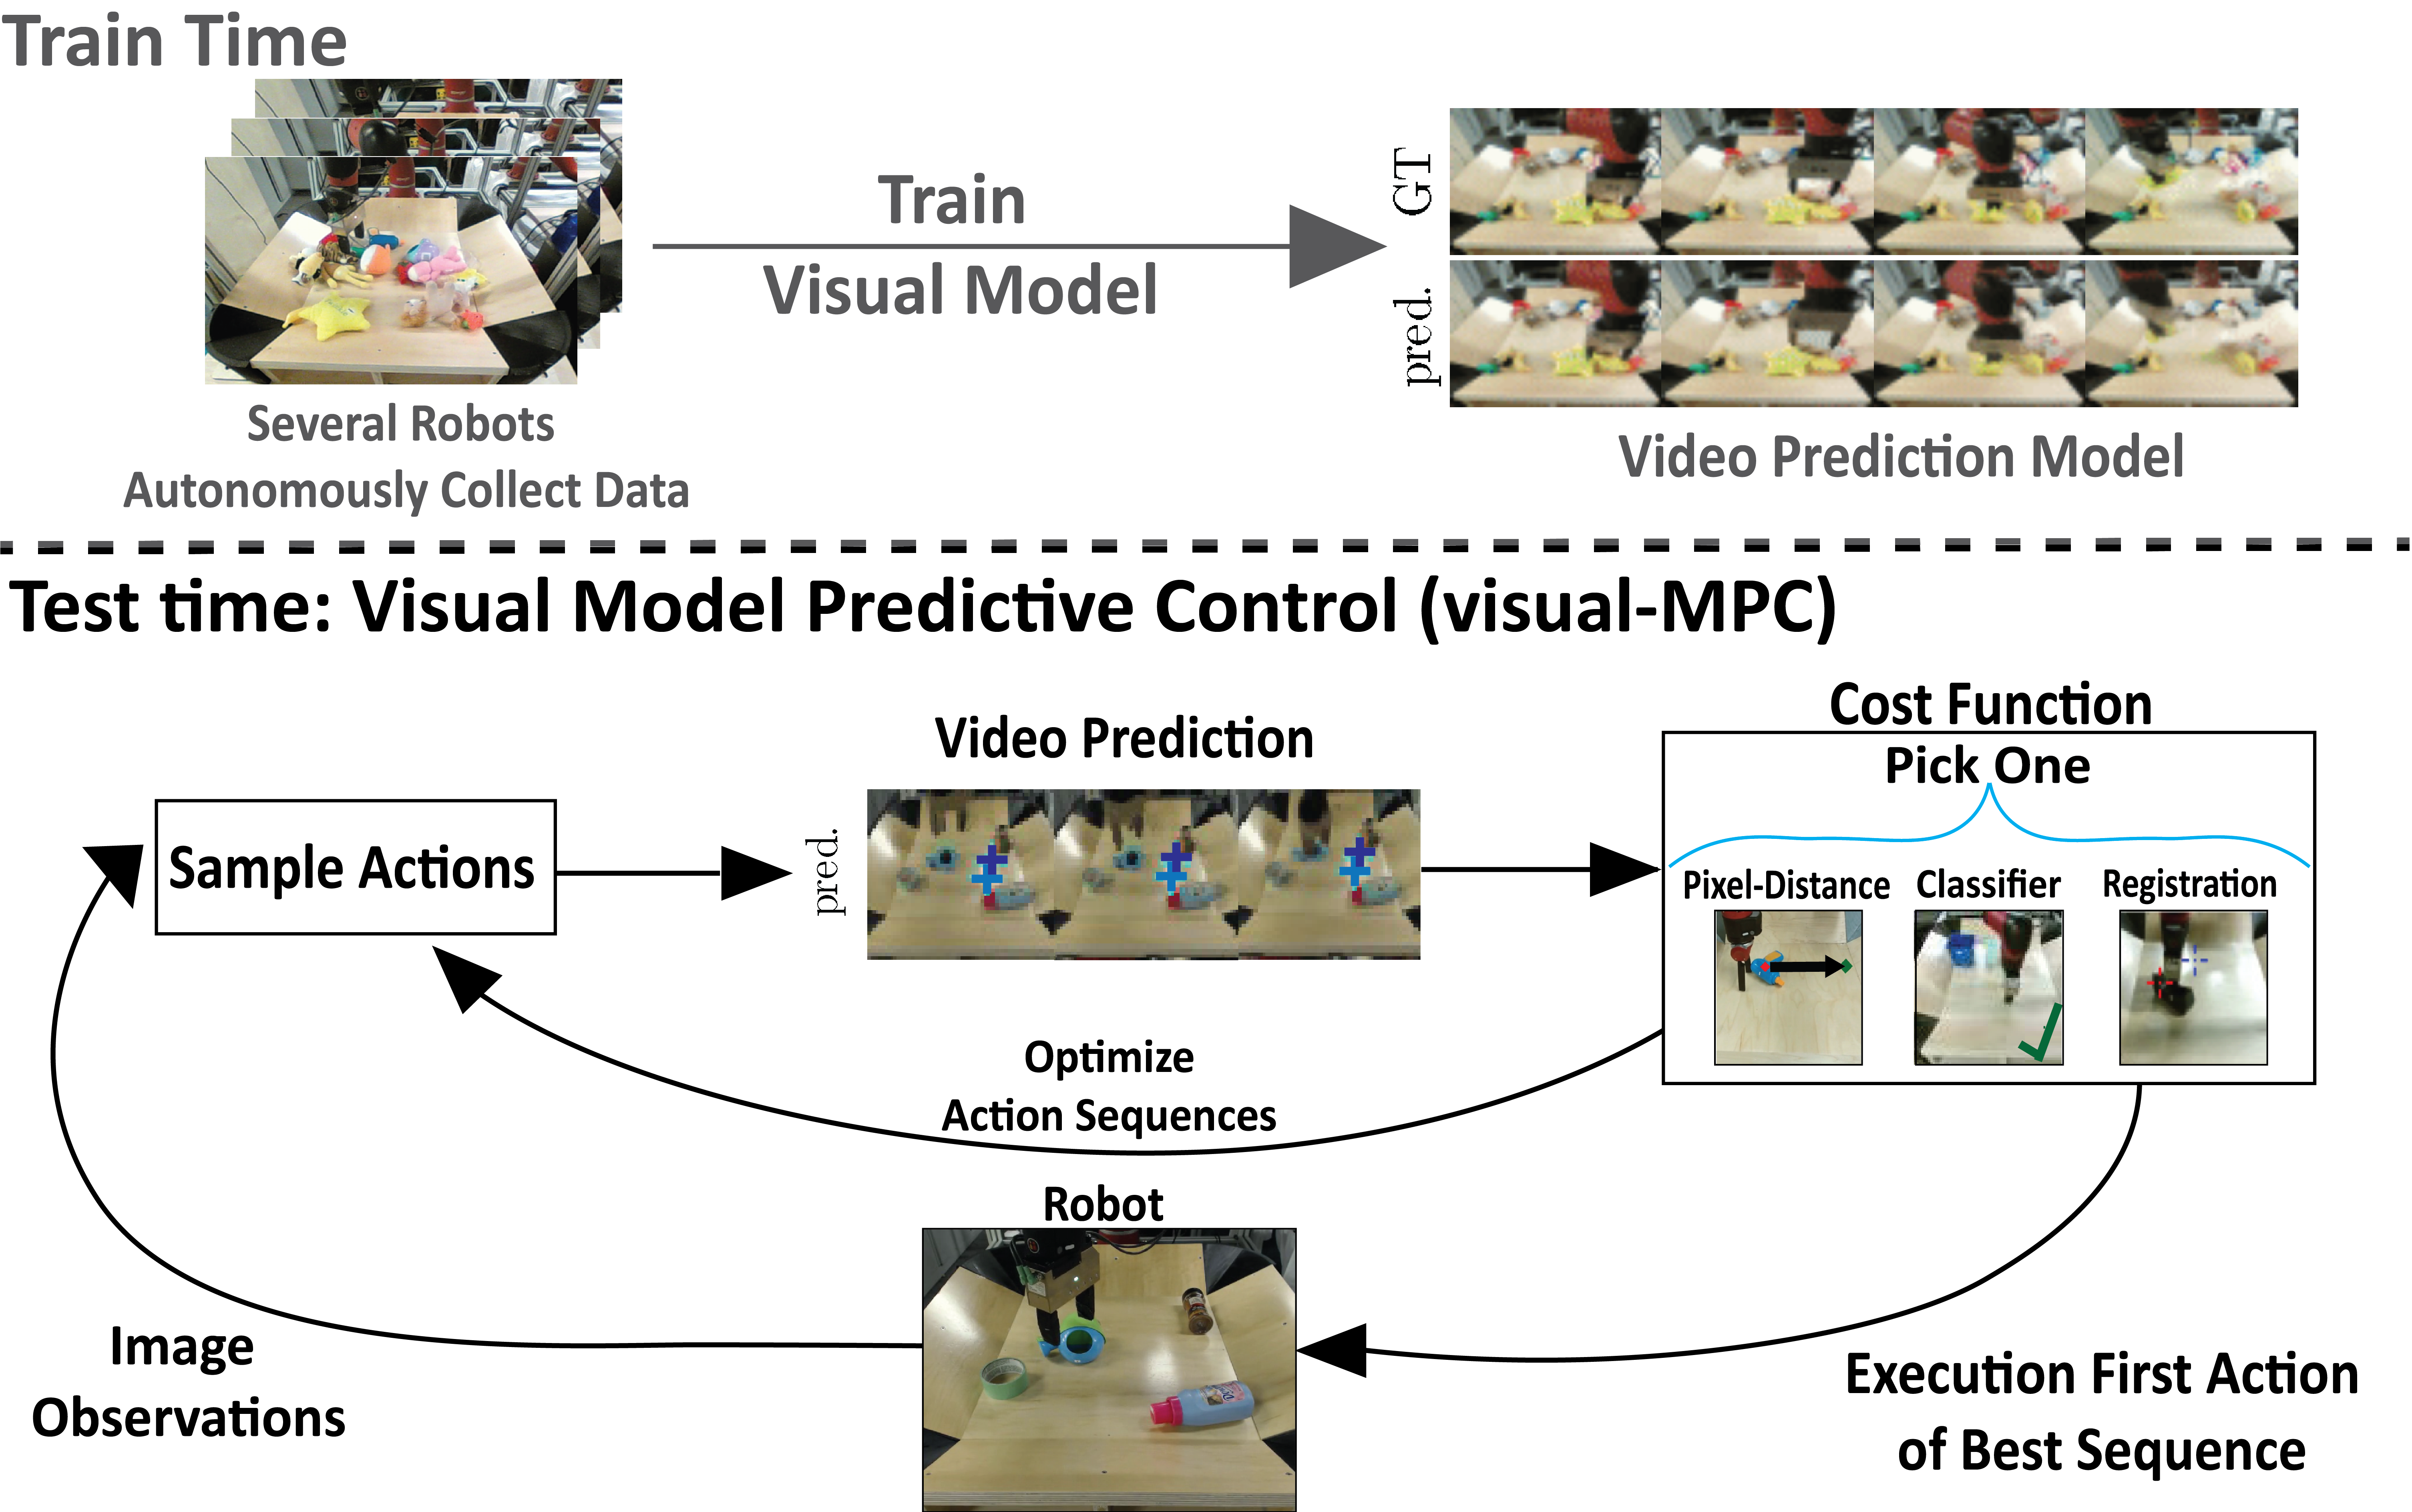 Train Time
Train
Visual Model
GT
pred.
Several Robots
Autonomously Collect Data
Video Prediction Model
Test time: Visual Model Predictive Control (visual-MPC)
Cost Function
Pick One
Video Prediction
Sample Actions
pred.
Pixel-Distance
Classifier
Registration
Optimize
Action Sequences
Robot
Image
Observations
Execution First Action
of Best Sequence